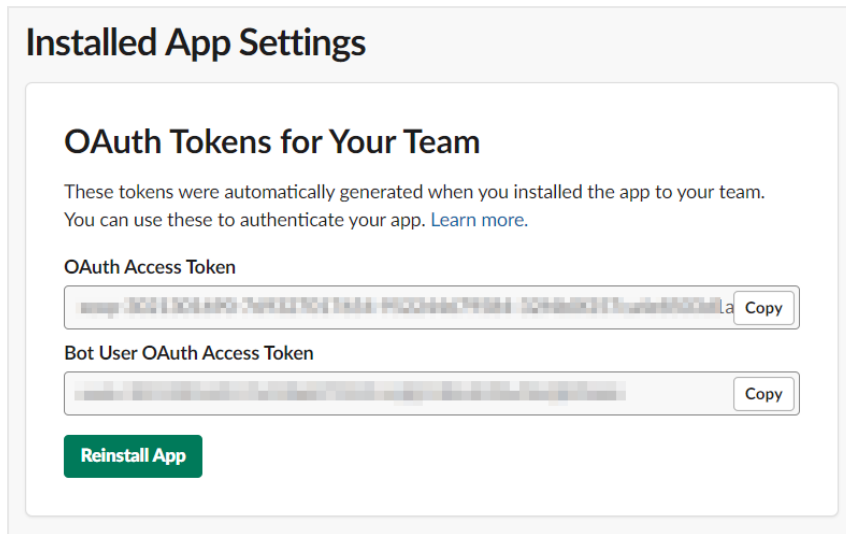 Installed App Settings
OAuth Tokens for Your Team
These tokens were automatically generated when you installed the app to your team.
You can use these to authenticate your app. Learn more.
OAuth Access Token
Copy
Bot User OAuth Access Token
Copy
Reinstall App